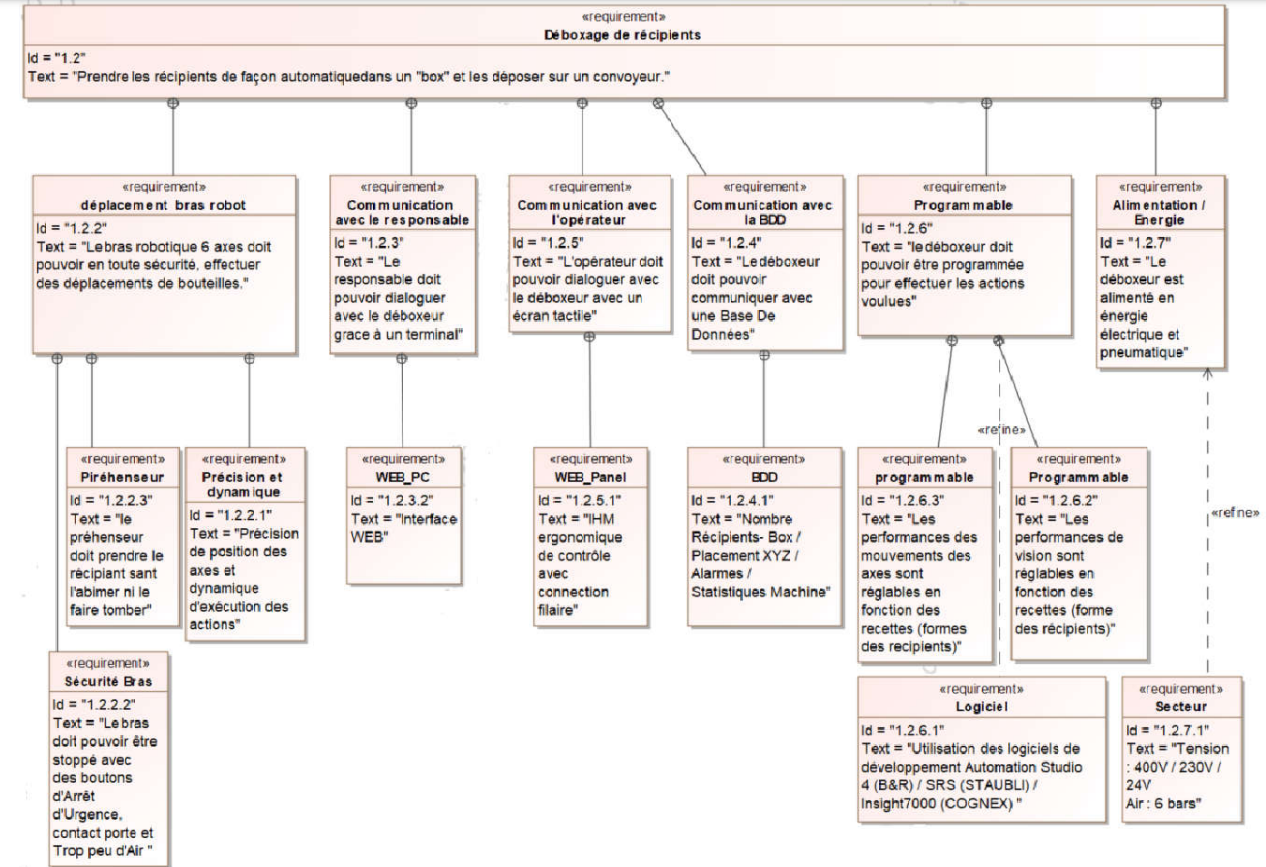 «requirement»
Déboxage de récipients
Id = "1.2"
Text = "Prendre les récipients de façon automatiquedans un "box" et les déposer sur un convoyeur."
«requirement»
déplacement bras robot
Id = "1.2.2"
Text = "Le bras robotique 6 axes doit
pouvoir en toute sécurité, effectuer
des déplacements de bouteilles."
«requirement»
Communication
avec le responsable
Id = "1.2.3"
Text = "Le
responsable doit
pouvoir dialoguer
avec le déboxeur
grace à un terminal"
«requirement»
Communication avec
l'opérateur
Id = "1.2.5"
Text = "L'opérateur doit
pouvoir dialoguer avec
le déboxeur avec un
écran tactile"
«requirement»
Communication avec
la BDD
Id = "1.2.4"
Text = "Le déboxeur
doit pouvoir
communiquer avec
une Base De
Données"
«requirement»
Programmable
Id = "1.2.6"
Text = "le déboxeur doit
pouvoir être programmée
pour effectuer les actions
voulues"
«requirement»
Alimentation /
Energie
Id = "1.2.7"
Text = "Le
déboxeur est
alimenté en
énergie
électrique et
pneumatique"
«refine»
«requirement»
Piréhenseur
Id = "1.2.2.3"
Text = "le
préhenseur
doit prendre le
récipiant sant
l'abimer ni le
faire tomber"
«requirement»
Précision et
dynamique
Id = "1.2.2.1"
Text = "Précision
de position des
axes et
dynamique
d'exécution des
actions"
«requirement»
WEB_PC
Id = "1.2.3.2"
Text = "Interface
WEB"
«requirement»
WEB_Panel
Id = "1.2.5.1"
Text = "IHM
ergonomique
de contrôle
avec
connection
filaire"
«requirement»
BDD
Id = "1.2.4.1"
Text = "Nombre
Récipients- Box /
Placement XYZ /
Alarmes /
Statistiques Machine"
«requirement»
programmable
Id = "1.2.6.3"
Text = "Les
performances des
mouvements des
axes sont
réglables en
fonction des
recettes (formes
des recipients)"
«requirement»
Programmable
Id = "1.2.6.2"
Text = "Les
performances de
vision sont
réglables en
fonction des
recettes (forme
des récipients)"
«refine»
«requirement»
Sécurité Bras
Id = "1.2.2.2"
Text = "Le bras
doit pouvoir être
stoppé avec
des boutons
d'Arrêt
d'Urgence,
contact porte et
Trop peu d'Air "
«requirement»
Logiciel
Id = "1.2.6.1"
Text = "Utilisation des logiciels de
développement Automation Studio
4 (B&R) / SRS (STAUBLI) /
Insight7000 (COGNEX) "
«requirement»
Secteur
Id = "1.2.7.1"
Text = "Tension
: 400V / 230V /
24V
Air : 6 bars"